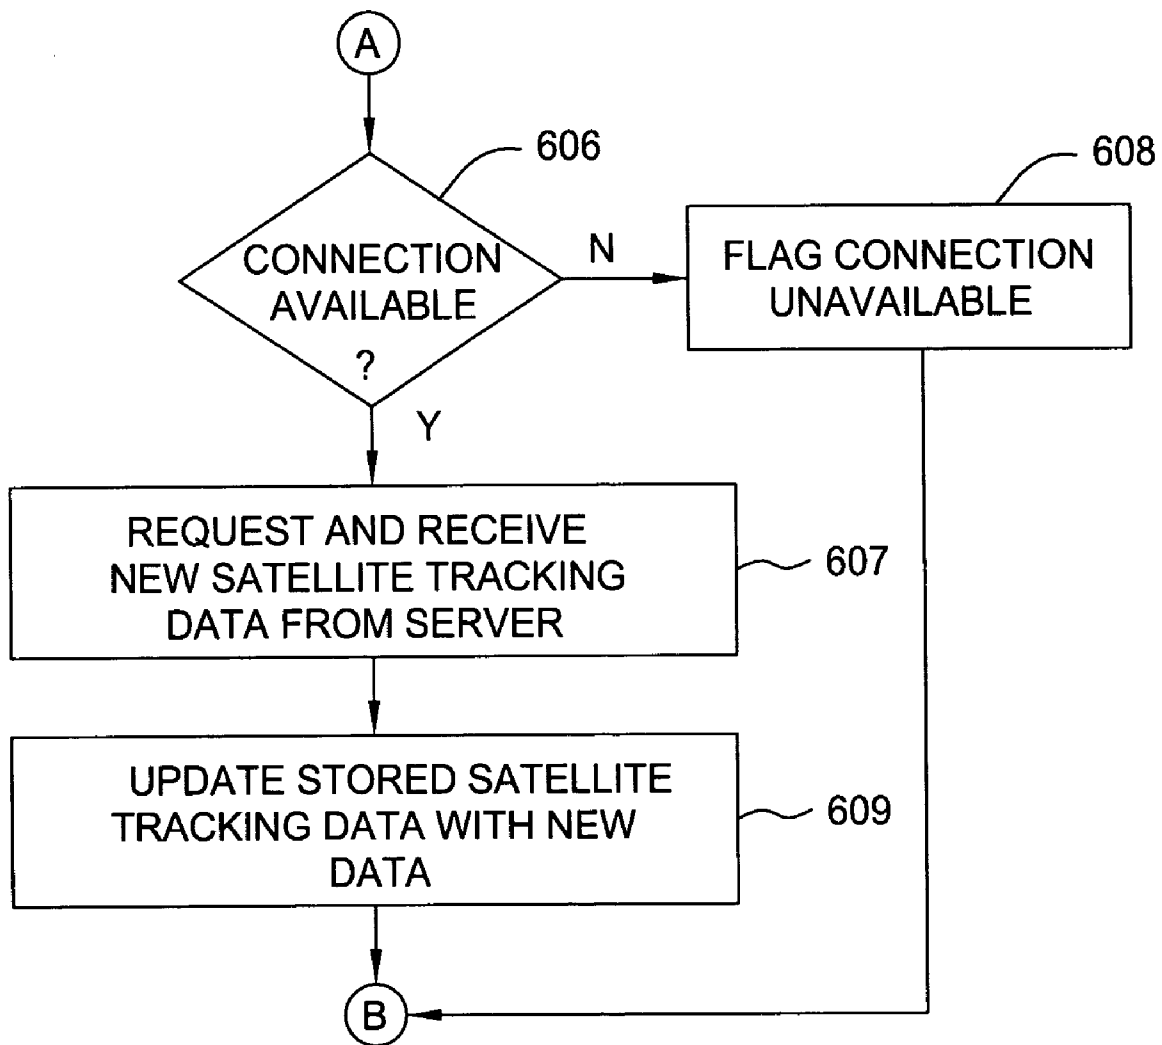 A
606
608
CONNECTION
AVAILABLE
?
N
FLAG CONNECTION
UNAVAILABLE
Y
REQUEST AND RECEIVE
NEW SATELLITE TRACKING
DATA FROM SERVER
607
UPDATE STORED SATELLITE
TRACKING DATA WITH NEW
DATA
609
B